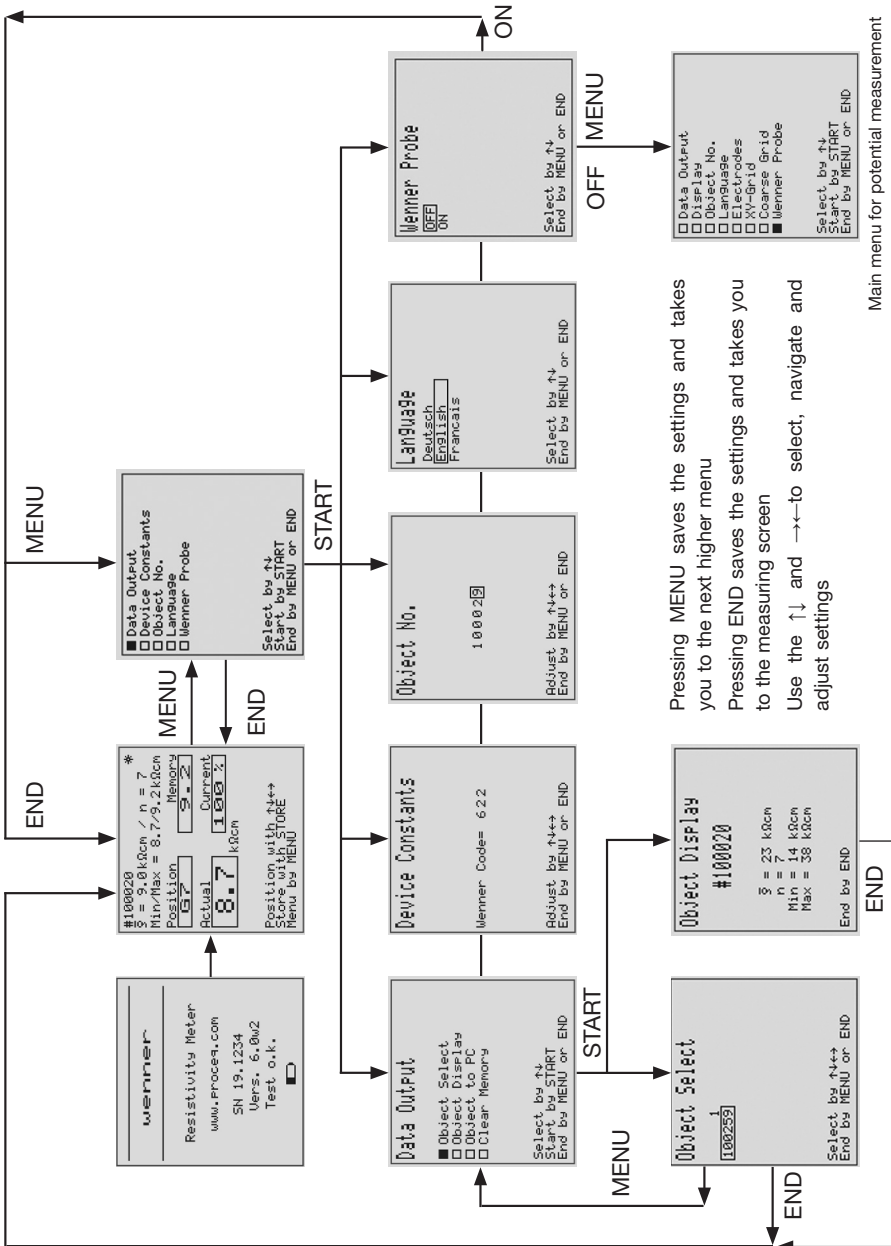 wenner
Resistivity Meter
www.proceq.com
SN 19.1234
Vers. 6.0w2
Test o.k.
END
#100020 *
ρ̅ = 9.0kΩcm / n = 7
Min/Max = 8.7/9.2kΩcm
Position Memory
G7 9.2
Actual Current
8.7 100%
kΩcm
Position with ↑↓←→
Store with STORE
Menu by MENU
MENU
END
MENU
■ Data Output
□ Device Constants
□ Object No.
□ Language
□ Wenner Probe
Select by ↑↓
Start by START
End by MENU or END
START
Data Output
■ Object Select
□ Object Display
□ Object to PC
□ Clear Memory
Select by ↑↓
Start by START
End by MENU or END
START
Device Constants
Wenner Code= 622
Adjust by ↑↓←→
End by MENU or END
Object No.
100029
Adjust by ↑↓←→
End by MENU or END
Language
Deutsch
English
Francais
Select by ↑↓
End by MENU or END
Wenner Probe
OFF
ON
Select by ↑↓
End by MENU or END
ON
OFF MENU
MENU
Object Select
1
100259
Select by ↑↓←→
End by MENU or END
END
Object Display
#100020
ρ̅ = 23 kΩcm
n = 7
Min = 14 kΩcm
Max = 38 kΩcm
End by END
END
Pressing MENU saves the settings and takes
you to the next higher menu
Pressing END saves the settings and takes you
to the measuring screen
Use the ↑↓ and →← to select, navigate and
adjust settings
□ Data Output
□ Display
□ Object No.
□ Language
□ Electrodes
□ XY-Grid
□ Coarse Grid
■ Wenner Probe
Select by ↑↓
Start by START
End by MENU or END
Main menu for potential measurement